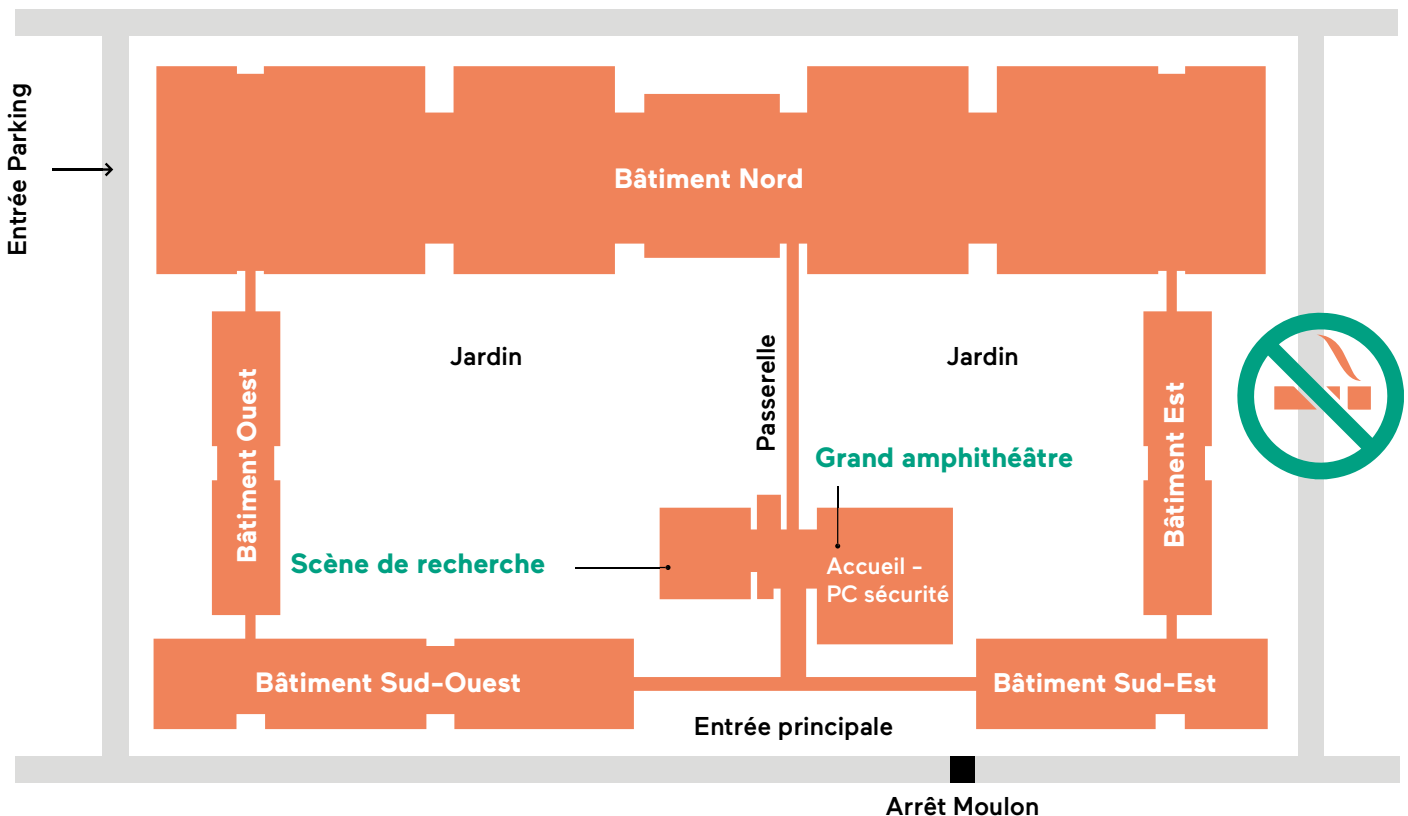 Entrée Parking
Bâtiment Nord
Jardin
Passerelle
Jardin
Bâtiment Ouest
Bâtiment Est
Grand amphithéâtre
Scène de recherche
Accueil -
PC sécurité
Bâtiment Sud-Ouest
Bâtiment Sud-Est
Entrée principale
Arrêt Moulon